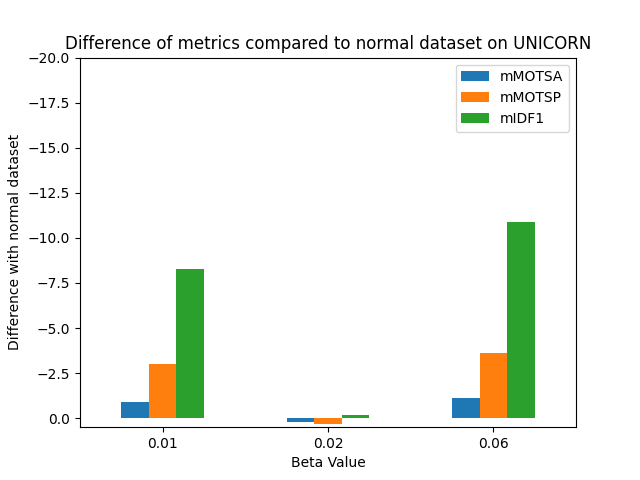 Difference of metrics compared to normal dataset on UNICORN
−20.0
−17.5
−15.0
−12.5
−10.0
−7.5
−5.0
−2.5
0.0
Difference with normal dataset
mMOTSA
mMOTSP
mIDF1
0.01
0.02
0.06
Beta Value